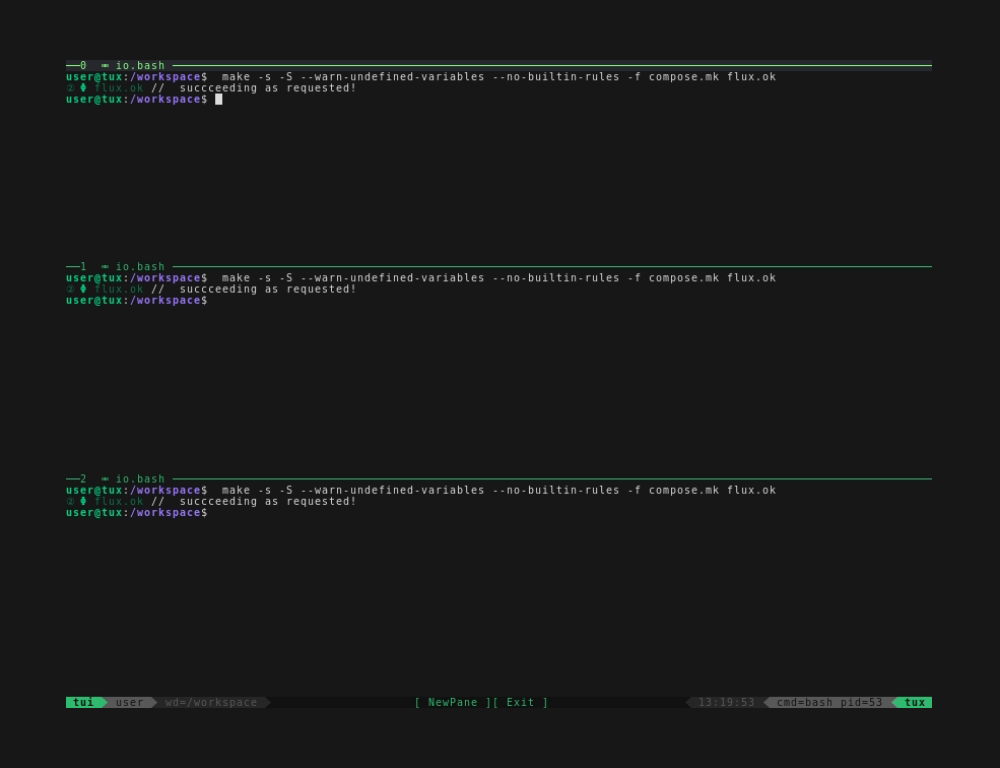 0 io.bash
user@tux:/workspace$ make -s -S --warn-undefined-variables --no-builtin-rules -f compose.mk flux.ok
② Φ flux.ok // succceeding as requested!
user@tux:/workspace$
1 io.bash
user@tux:/workspace$ make -s -S --warn-undefined-variables --no-builtin-rules -f compose.mk flux.ok
② Φ flux.ok // succceeding as requested!
user@tux:/workspace$
2 io.bash
user@tux:/workspace$ make -s -S --warn-undefined-variables --no-builtin-rules -f compose.mk flux.ok
② Φ flux.ok // succceeding as requested!
user@tux:/workspace$
tui user wd=/workspace [ NewPane ][ Exit ] 13:19:53 cmd=bash pid=53 tux